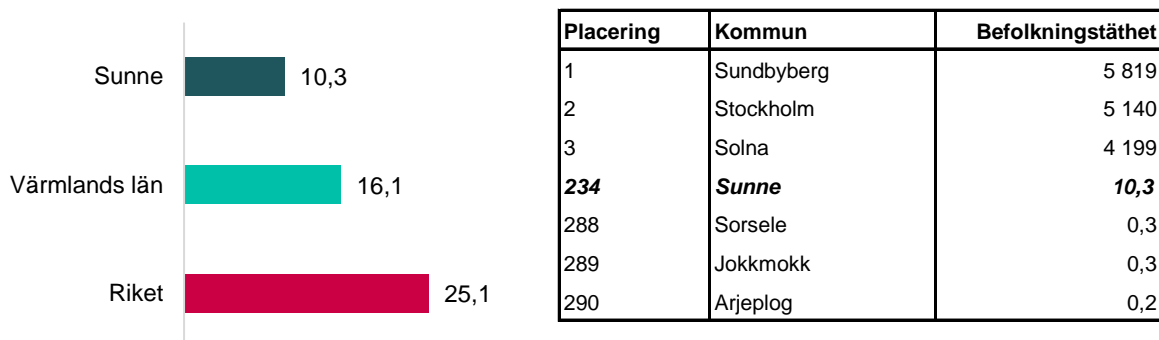 Sunne 10,3
Värmlands län 16,1
Riket 25,1
Placering Kommun Befolkningstäthet
1 Sundbyberg 5 819
2 Stockholm 5 140
3 Solna 4 199
234 Sunne 10,3
288 Sorsele 0,3
289 Jokkmokk 0,3
290 Arjeplog 0,2